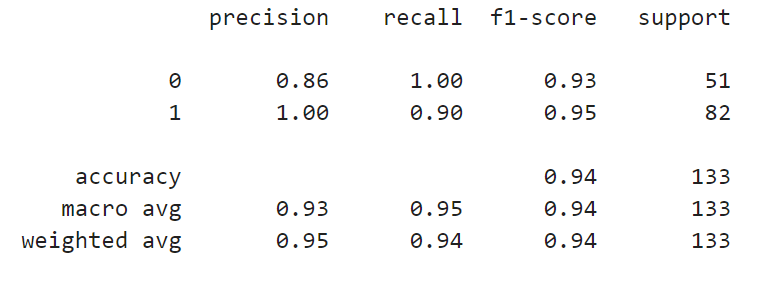 precision recall f1-score support
0 0.86 1.00 0.93 51
1 1.00 0.90 0.95 82
accuracy 0.94 133
macro avg 0.93 0.95 0.94 133
weighted avg 0.95 0.94 0.94 133